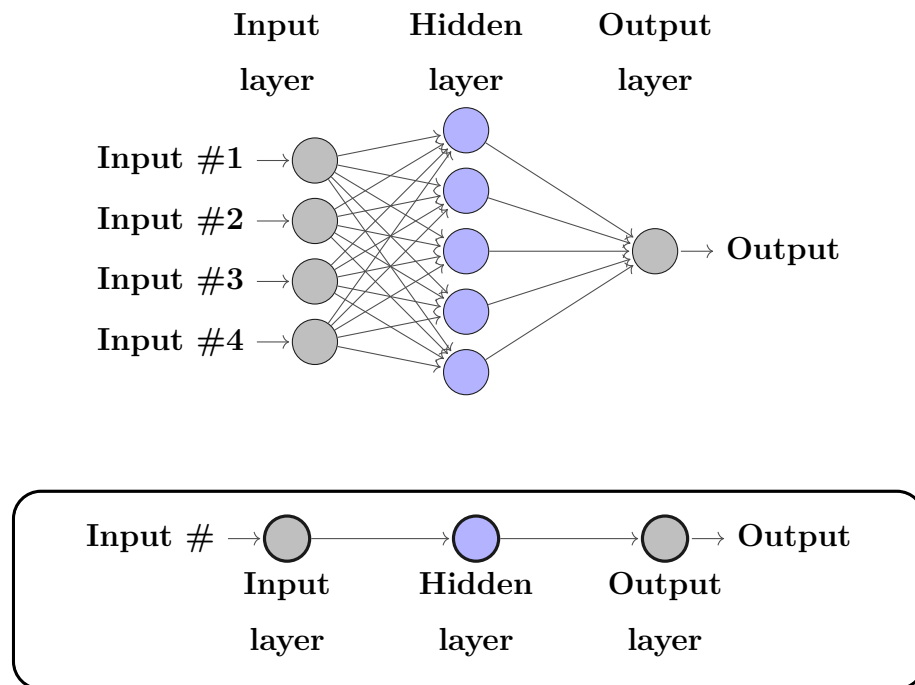 Input Hidden Output
layer layer layer
Input #1
Input #2
Input #3
Input #4
Output
Input # Output
Input Hidden Output
layer layer layer